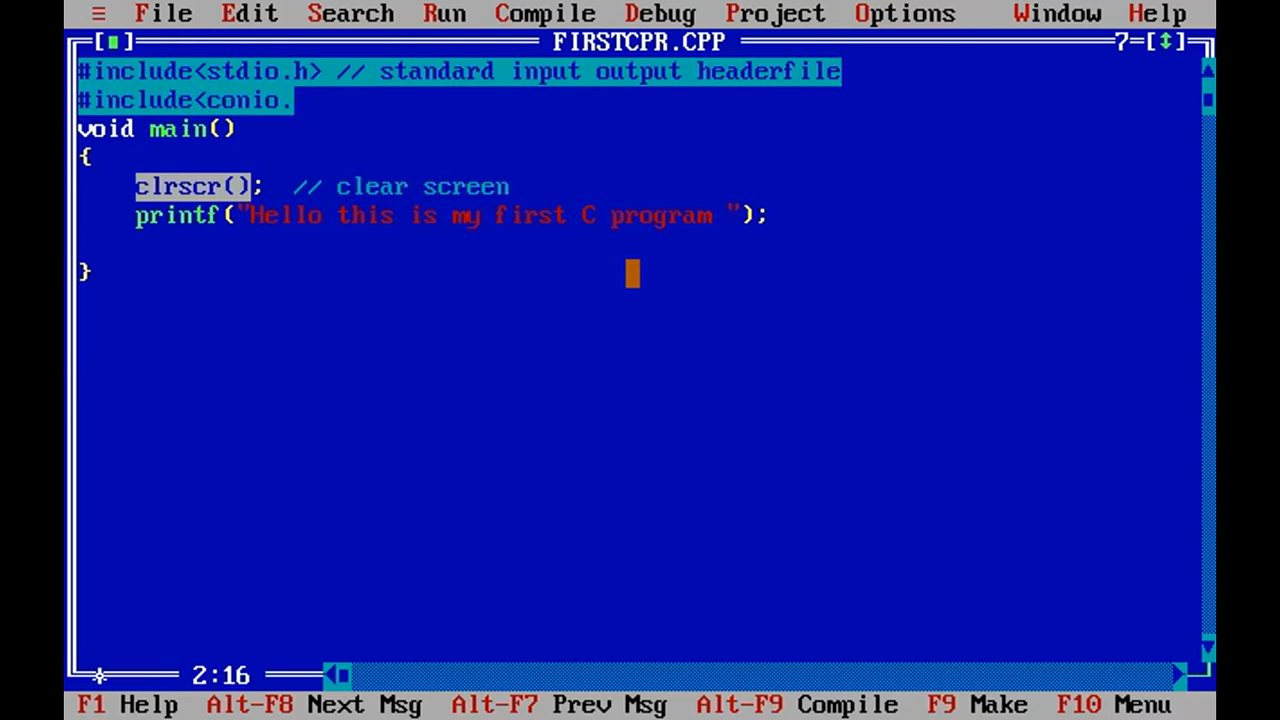 ≡ File Edit Search Run Compile Debug Project Options Window Help
[■] FIRSTCPR.CPP 7=[↕]
#include<stdio.h> // standard input output headerfile
#include<conio.
void main()
{
clrscr(); // clear screen
printf("Hello this is my first C program ");
}
2:16
F1 Help Alt-F8 Next Msg Alt-F7 Prev Msg Alt-F9 Compile F9 Make F10 Menu